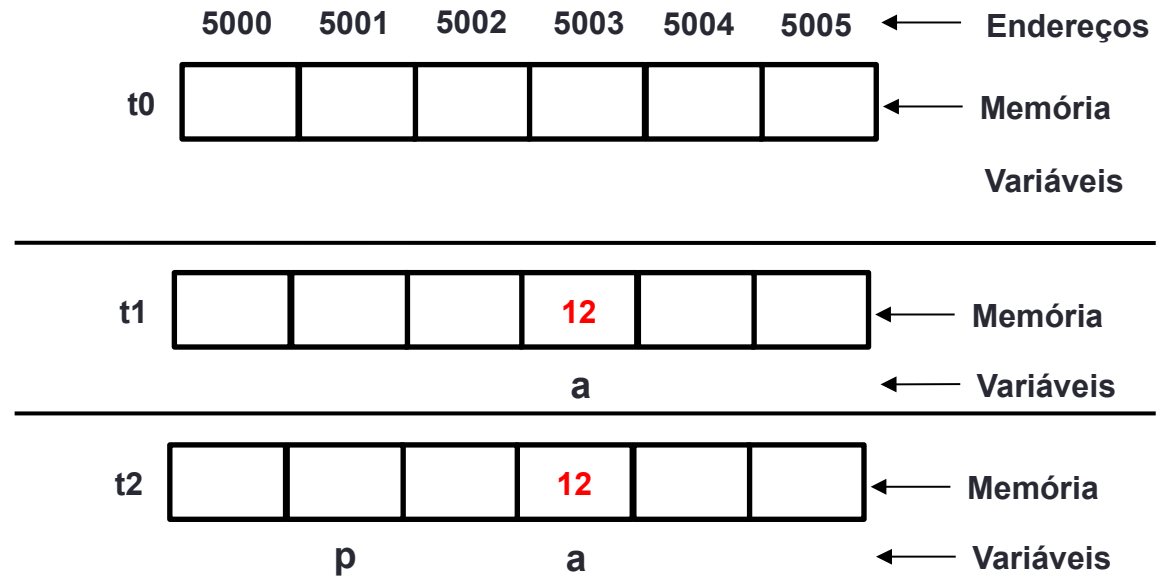 5000 5001 5002 5003 5004 5005 Endereços
t0 Memória
Variáveis
t1 12 Memória
a Variáveis
t2 12 Memória
p a Variáveis